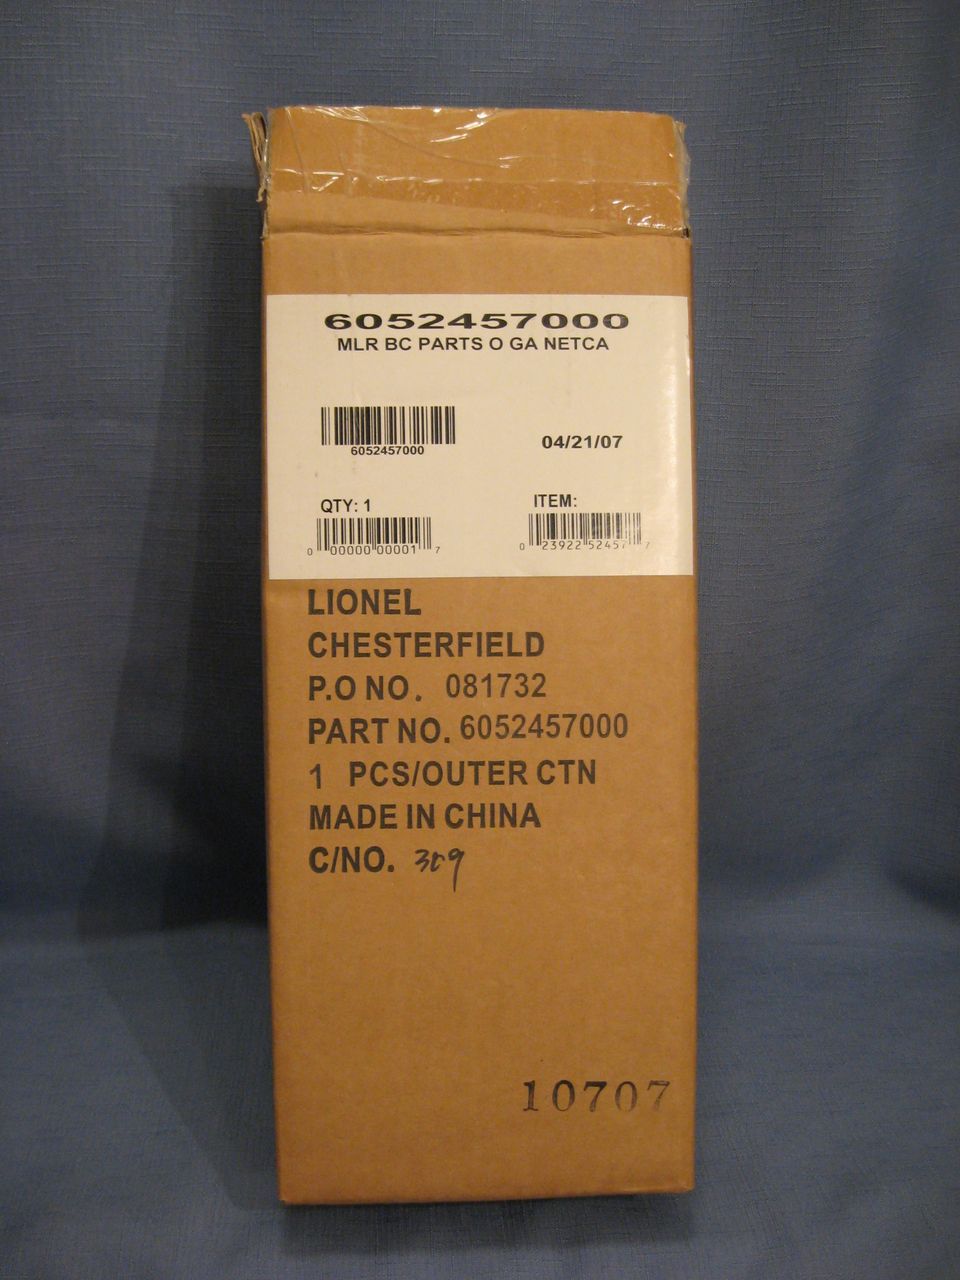 6052457000
MLR BC PARTS O GA NETCA
6052457000
04/21/07
QTY: 1
ITEM:
0 00000 00001 7
0 23922 52457 7
LIONEL
CHESTERFIELD
P.O NO. 081732
PART NO. 6052457000
1 PCS/OUTER CTN
MADE IN CHINA
C/NO. 309
10707